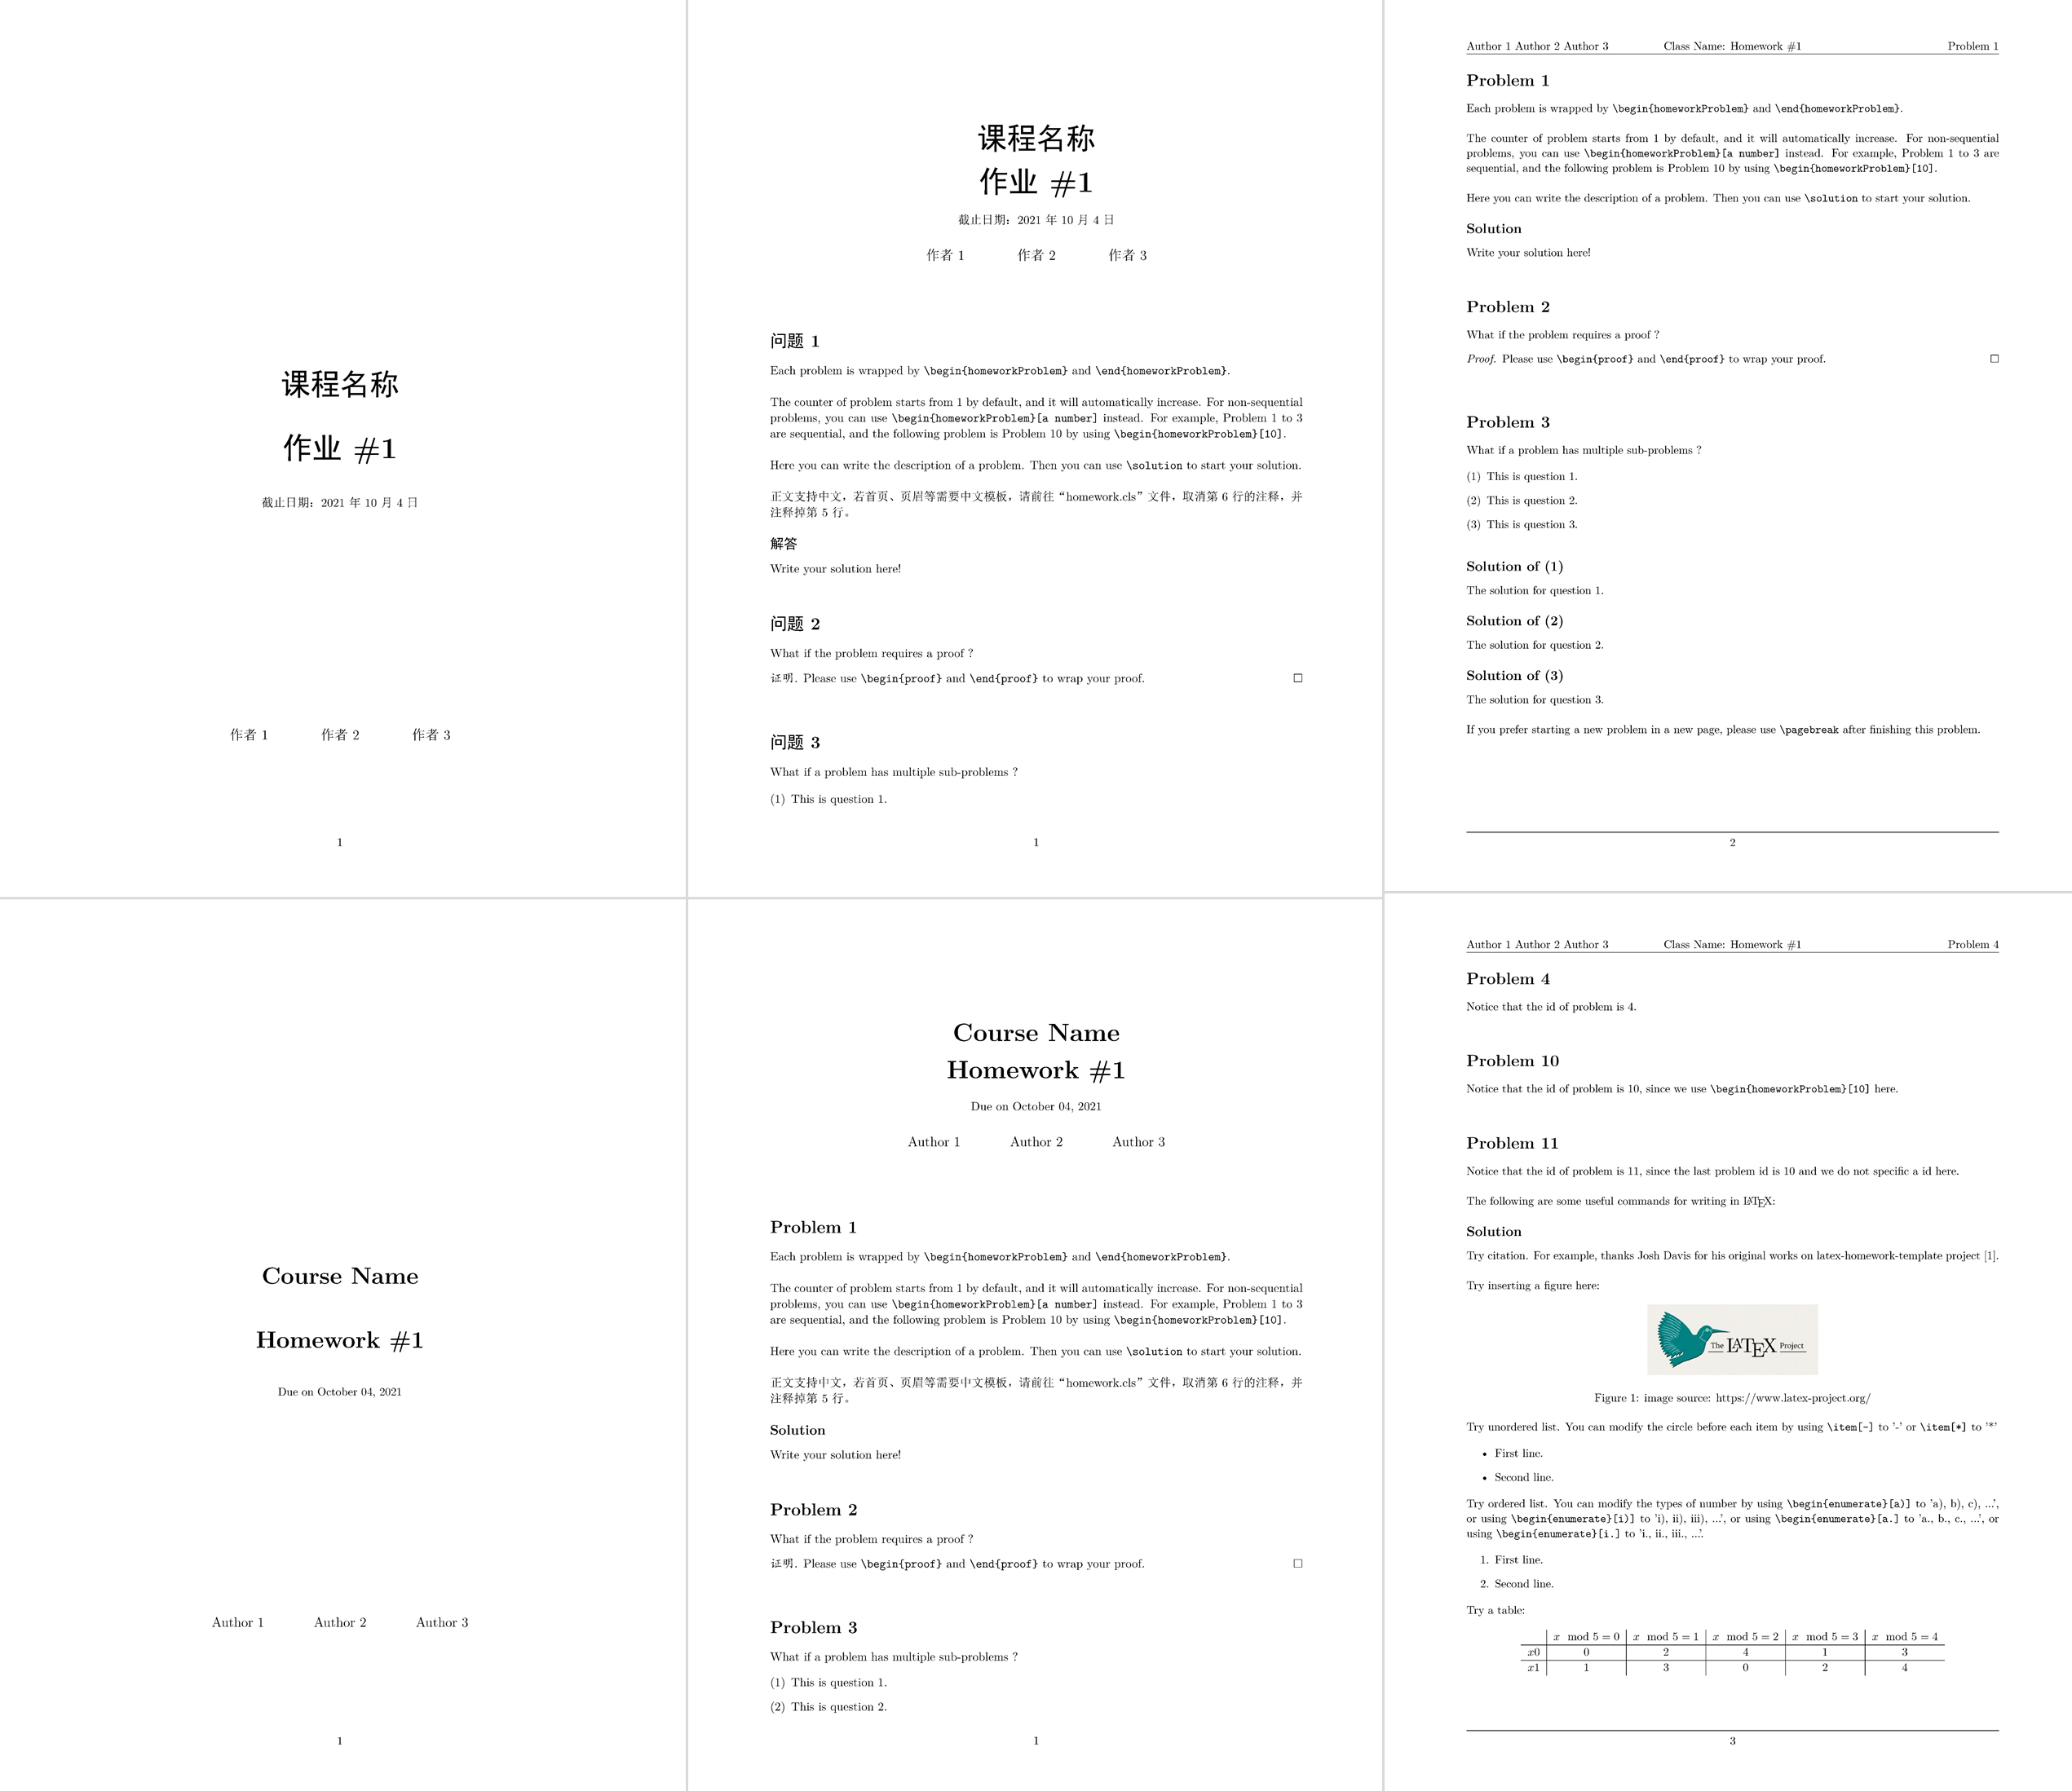 课程名称
作业 #1
截止日期：2021 年 10 月 4 日
作者 1 作者 2 作者 3
1
课程名称
作业 #1
截止日期：2021 年 10 月 4 日
作者 1 作者 2 作者 3
问题 1
Each problem is wrapped by \begin{homeworkProblem} and \end{homeworkProblem}.
The counter of problem starts from 1 by default, and it will automatically increase. For non-sequential
problems, you can use \begin{homeworkProblem}[a number] instead. For example, Problem 1 to 3
are sequential, and the following problem is Problem 10 by using \begin{homeworkProblem}[10].
Here you can write the description of a problem. Then you can use \solution to start your solution.
正文支持中文，若首页、页眉等需要中文模板，请前往“homework.cls”文件，取消第 6 行的注释，并
注释掉第 5 行。
解答
Write your solution here!
问题 2
What if the problem requires a proof ?
证明. Please use \begin{proof} and \end{proof} to wrap your proof. □
问题 3
What if a problem has multiple sub-problems ?
(1) This is question 1.
1
Author 1 Author 2 Author 3 Class Name: Homework #1 Problem 1
Problem 1
Each problem is wrapped by \begin{homeworkProblem} and \end{homeworkProblem}.
The counter of problem starts from 1 by default, and it will automatically increase. For non-sequential
problems, you can use \begin{homeworkProblem}[a number] instead. For example, Problem 1 to 3 are
sequential, and the following problem is Problem 10 by using \begin{homeworkProblem}[10].
Here you can write the description of a problem. Then you can use \solution to start your solution.
Solution
Write your solution here!
Problem 2
What if the problem requires a proof ?
Proof. Please use \begin{proof} and \end{proof} to wrap your proof. □
Problem 3
What if a problem has multiple sub-problems ?
(1) This is question 1.
(2) This is question 2.
(3) This is question 3.
Solution of (1)
The solution for question 1.
Solution of (2)
The solution for question 2.
Solution of (3)
The solution for question 3.
If you prefer starting a new problem in a new page, please use \pagebreak after finishing this problem.
2
Course Name
Homework #1
Due on October 04, 2021
Author 1 Author 2 Author 3
1
Course Name
Homework #1
Due on October 04, 2021
Author 1 Author 2 Author 3
Problem 1
Each problem is wrapped by \begin{homeworkProblem} and \end{homeworkProblem}.
The counter of problem starts from 1 by default, and it will automatically increase. For non-sequential
problems, you can use \begin{homeworkProblem}[a number] instead. For example, Problem 1 to 3
are sequential, and the following problem is Problem 10 by using \begin{homeworkProblem}[10].
Here you can write the description of a problem. Then you can use \solution to start your solution.
正文支持中文，若首页、页眉等需要中文模板，请前往“homework.cls”文件，取消第 6 行的注释，并
注释掉第 5 行。
Solution
Write your solution here!
Problem 2
What if the problem requires a proof ?
证明. Please use \begin{proof} and \end{proof} to wrap your proof. □
Problem 3
What if a problem has multiple sub-problems ?
(1) This is question 1.
(2) This is question 2.
1
Author 1 Author 2 Author 3 Class Name: Homework #1 Problem 4
Problem 4
Notice that the id of problem is 4.
Problem 10
Notice that the id of problem is 10, since we use \begin{homeworkProblem}[10] here.
Problem 11
Notice that the id of problem is 11, since the last problem id is 10 and we do not specific a id here.
The following are some useful commands for writing in LATEX:
Solution
Try citation. For example, thanks Josh Davis for his original works on latex-homework-template project [1].
Try inserting a figure here:
The LATEX Project
Figure 1: image source: https://www.latex-project.org/
Try unordered list. You can modify the circle before each item by using \item[-] to '-' or \item[*] to '*'
• First line.
• Second line.
Try ordered list. You can modify the types of number by using \begin{enumerate}[a)] to 'a), b), c), ...',
or using \begin{enumerate}[i)] to 'i), ii), iii), ...', or using \begin{enumerate}[a.] to 'a., b., c., ...', or
using \begin{enumerate}[i.] to 'i., ii., iii., ...'.
1. First line.
2. Second line.
Try a table:
x mod 5 = 0 x mod 5 = 1 x mod 5 = 2 x mod 5 = 3 x mod 5 = 4
x0 0 2 4 1 3
x1 1 3 0 2 4
3